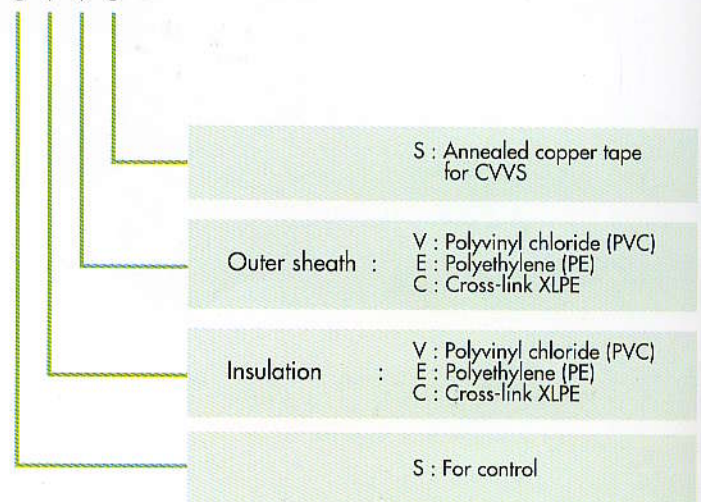 S : Annealed copper tape
for CVVS
Outer sheath :
V : Polyvinyl chloride (PVC)
E : Polyethylene (PE)
C : Cross-link XLPE
Insulation :
V : Polyvinyl chloride (PVC)
E : Polyethylene (PE)
C : Cross-link XLPE
S : For control